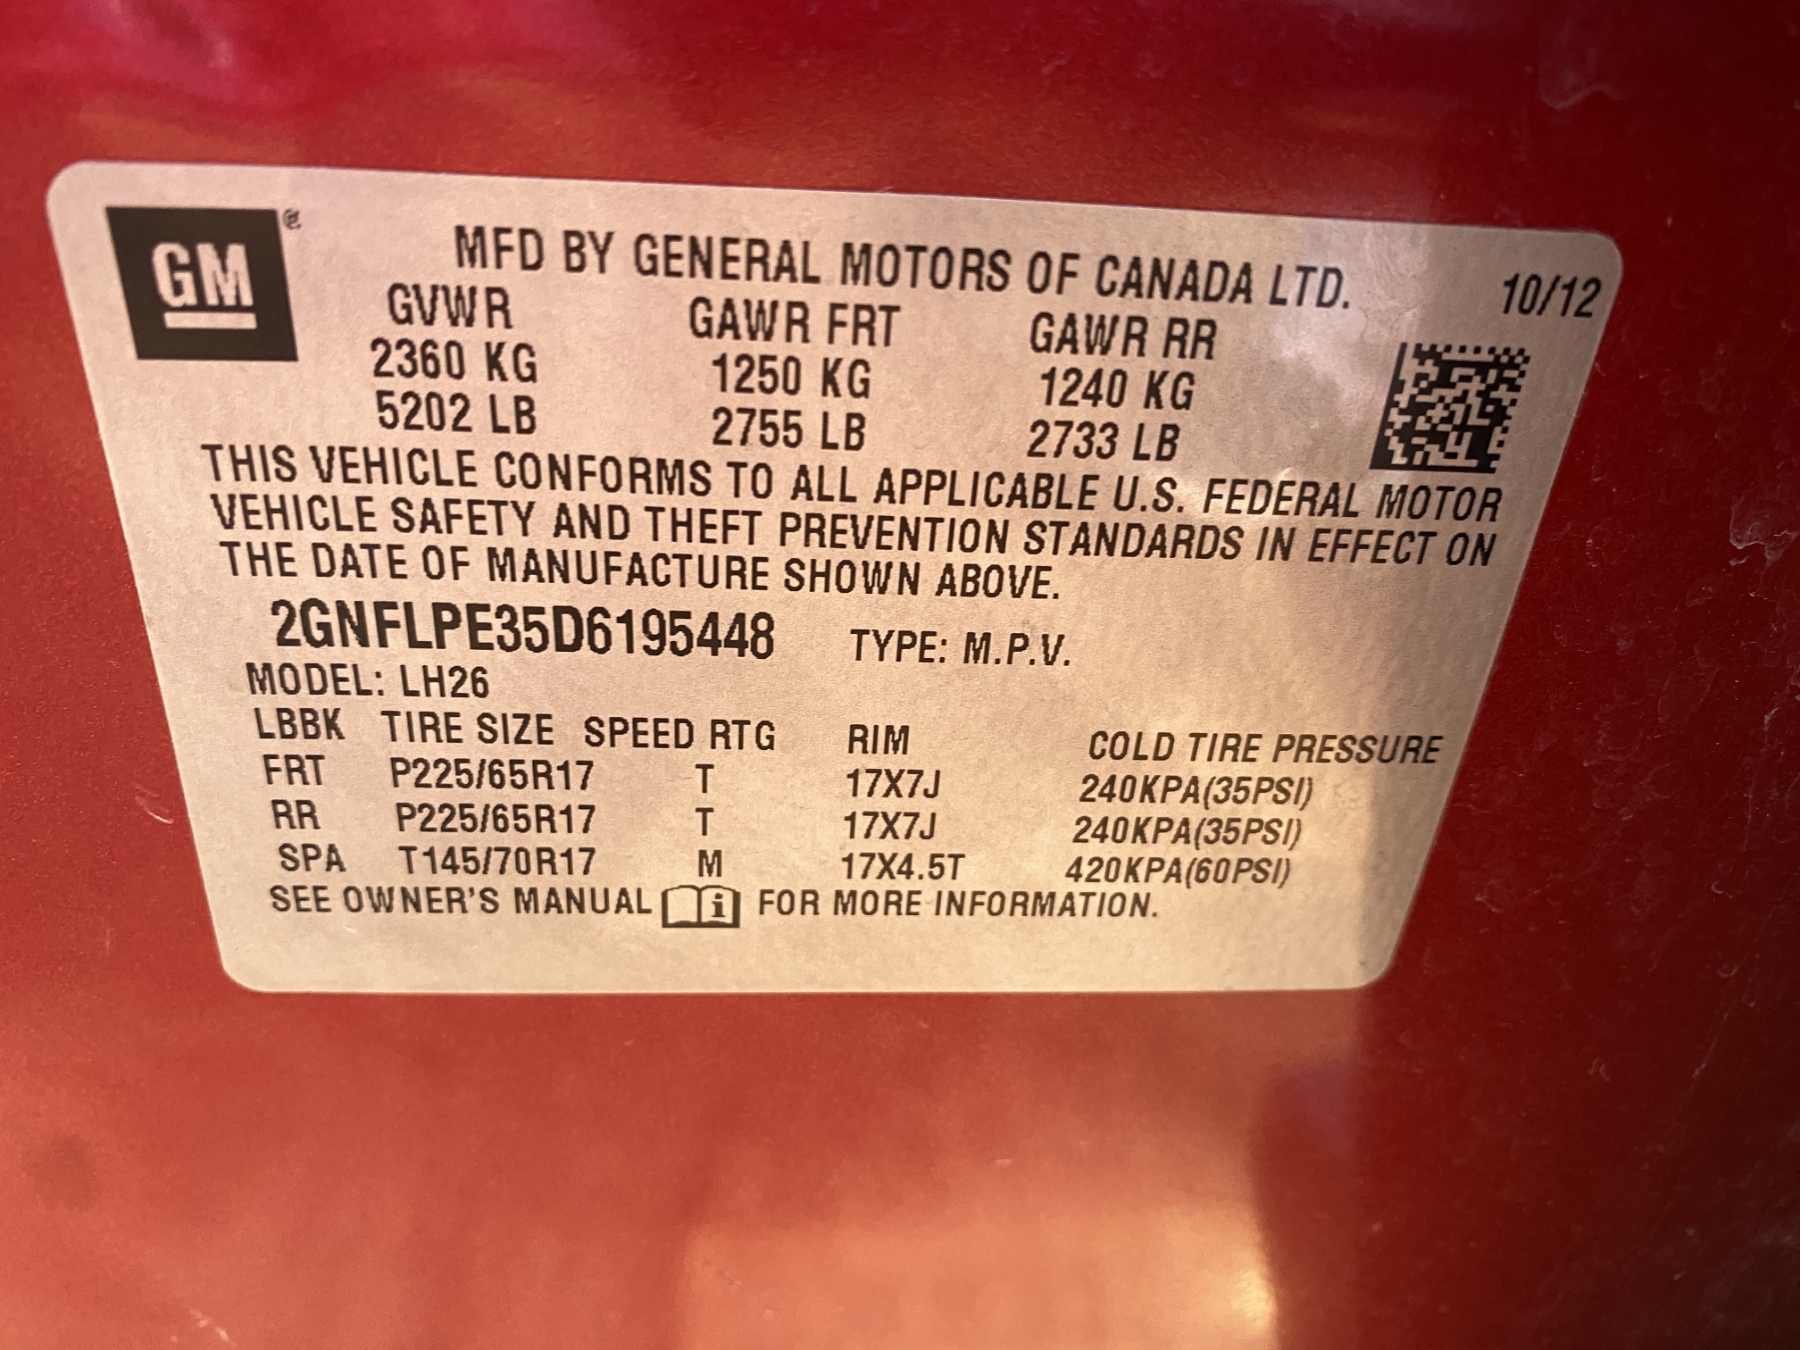 GM ®
MFD BY GENERAL MOTORS OF CANADA LTD. 10/12
GVWR GAWR FRT GAWR RR
2360 KG 1250 KG 1240 KG
5202 LB 2755 LB 2733 LB
THIS VEHICLE CONFORMS TO ALL APPLICABLE U.S. FEDERAL MOTOR
VEHICLE SAFETY AND THEFT PREVENTION STANDARDS IN EFFECT ON
THE DATE OF MANUFACTURE SHOWN ABOVE.
2GNFLPE35D6195448 TYPE: M.P.V.
MODEL: LH26
LBBK TIRE SIZE SPEED RTG RIM COLD TIRE PRESSURE
FRT P225/65R17 T 17X7J 240KPA(35PSI)
RR P225/65R17 T 17X7J 240KPA(35PSI)
SPA T145/70R17 M 17X4.5T 420KPA(60PSI)
SEE OWNER'S MANUAL i FOR MORE INFORMATION.